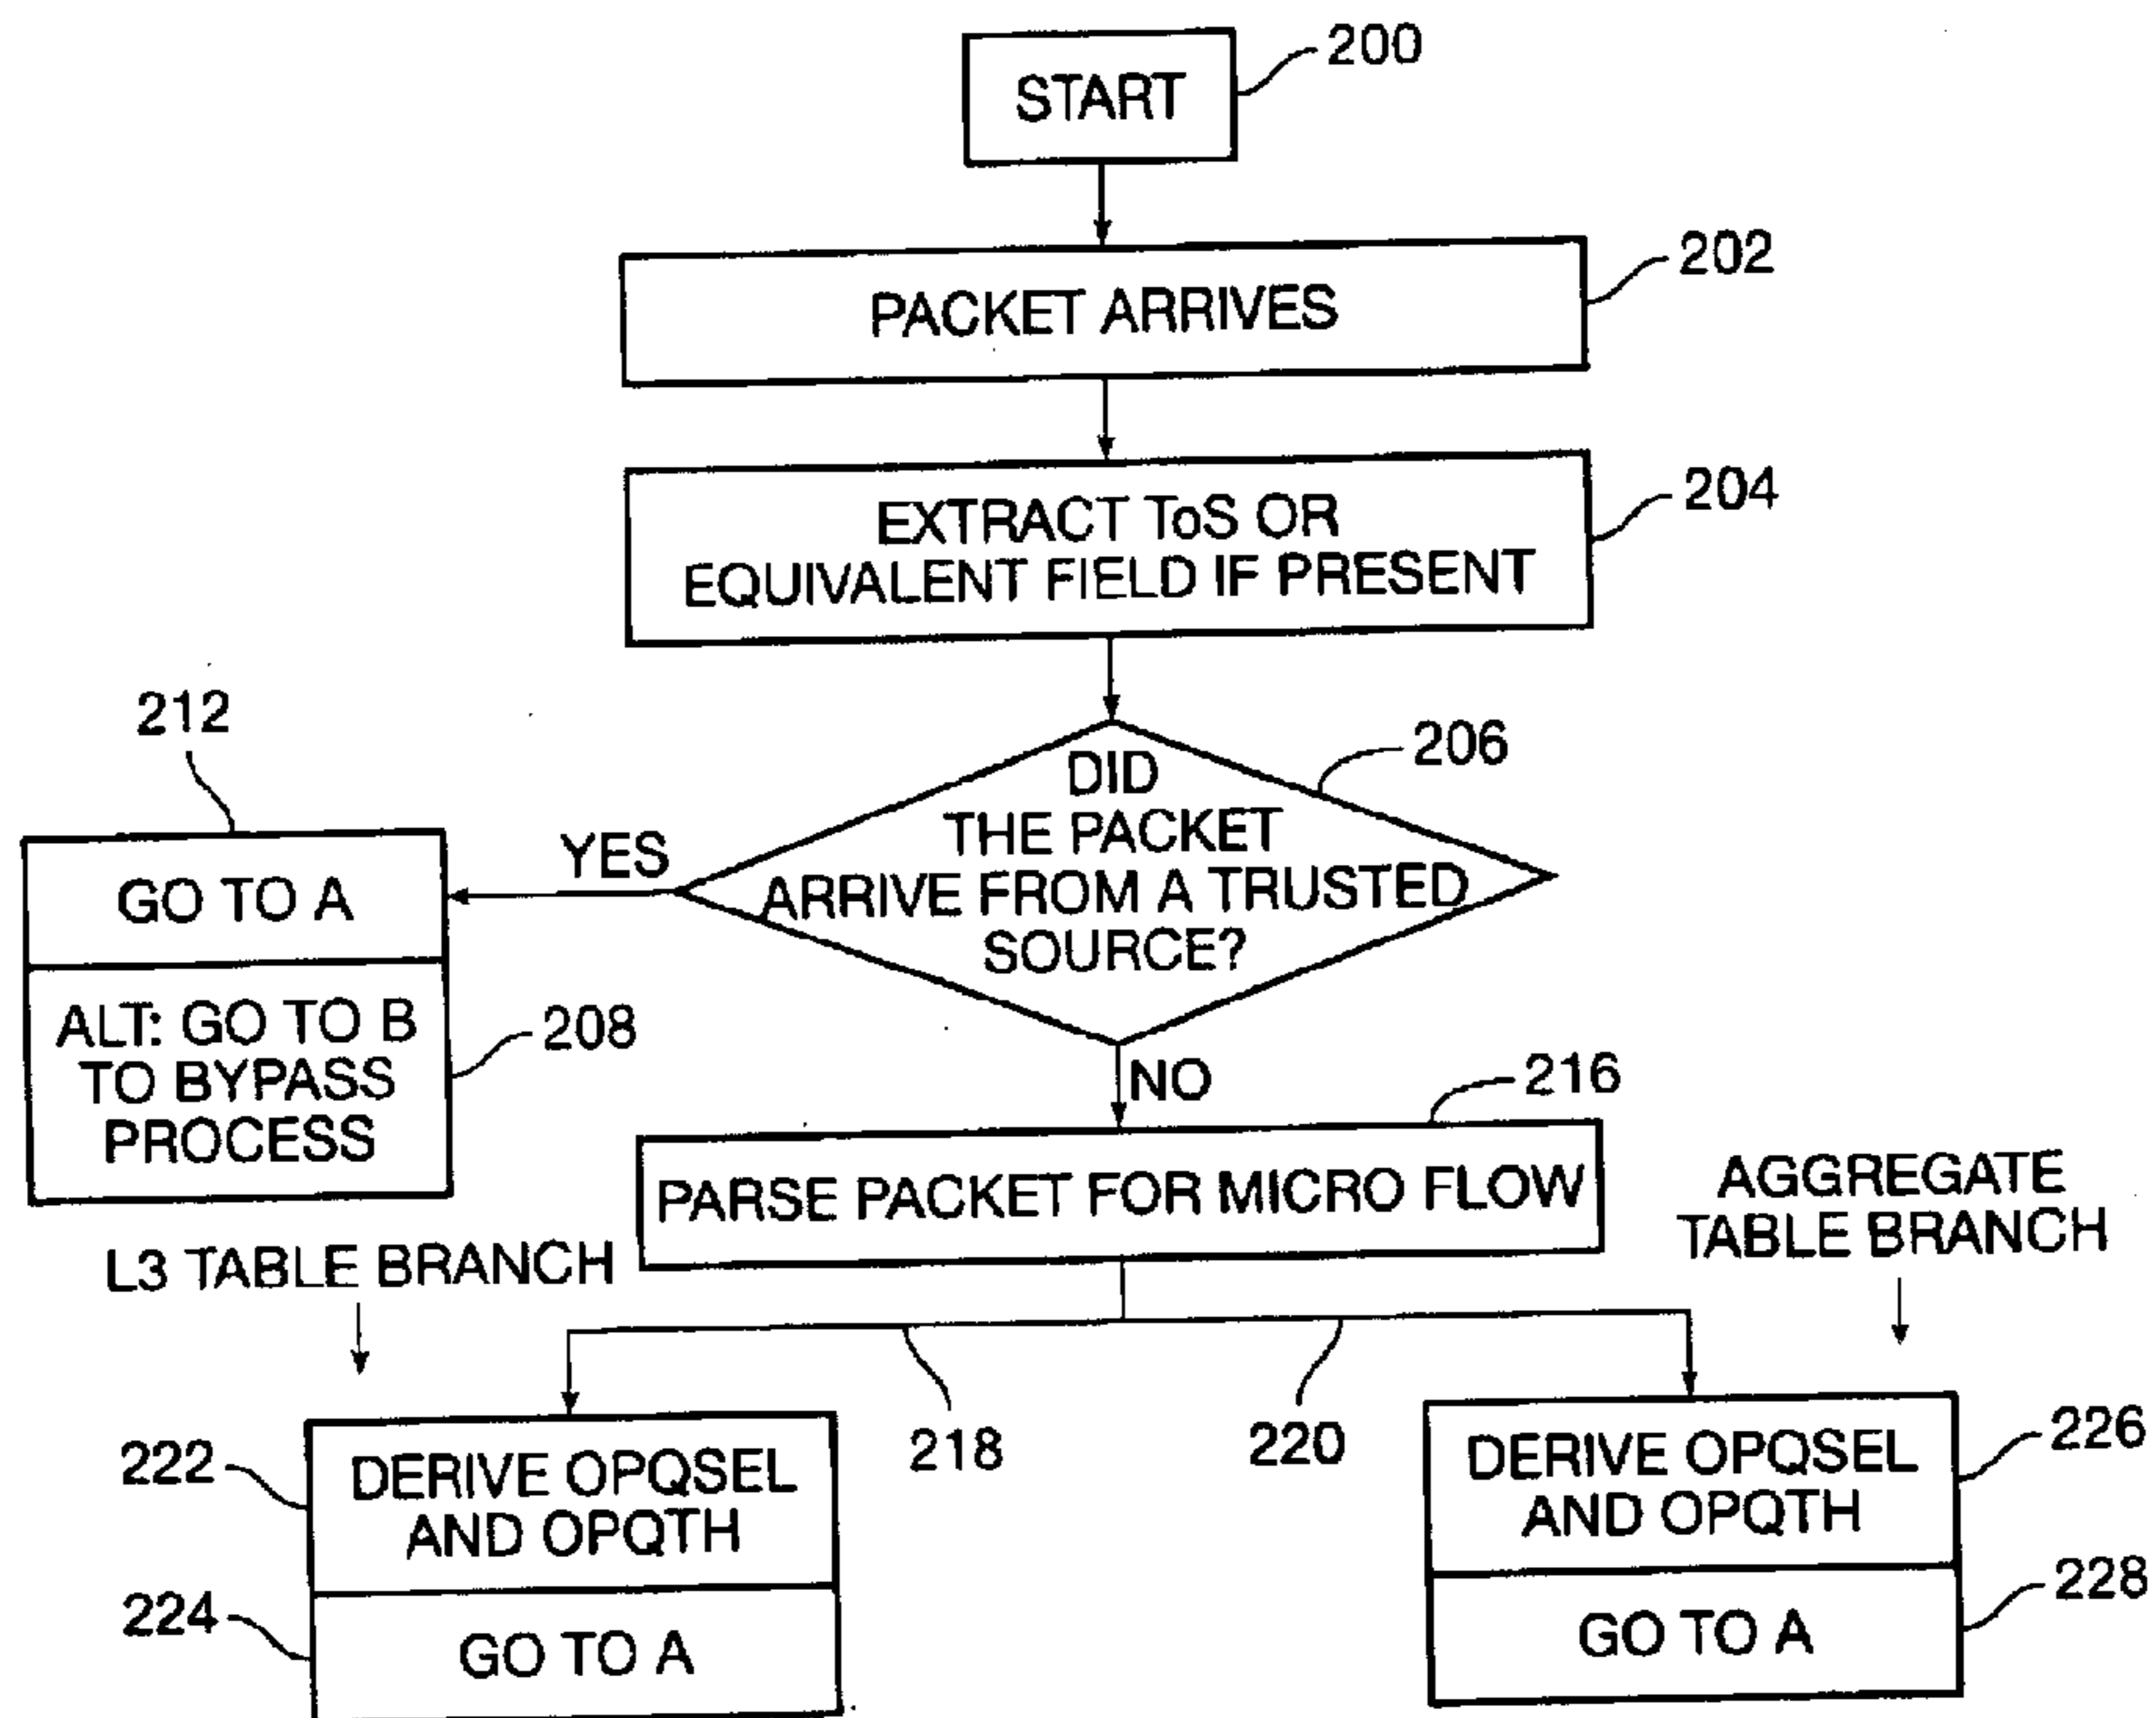 START
200
PACKET ARRIVES
202
EXTRACT ToS OR
EQUIVALENT FIELD IF PRESENT
204
DID
THE PACKET
ARRIVE FROM A TRUSTED
SOURCE?
206
YES
212
GO TO A
ALT: GO TO B
TO BYPASS
PROCESS
208
NO
216
PARSE PACKET FOR MICRO FLOW
L3 TABLE BRANCH
AGGREGATE
TABLE BRANCH
218
220
222
DERIVE OPQSEL
AND OPQTH
224
GO TO A
DERIVE OPQSEL
AND OPQTH
226
GO TO A
228